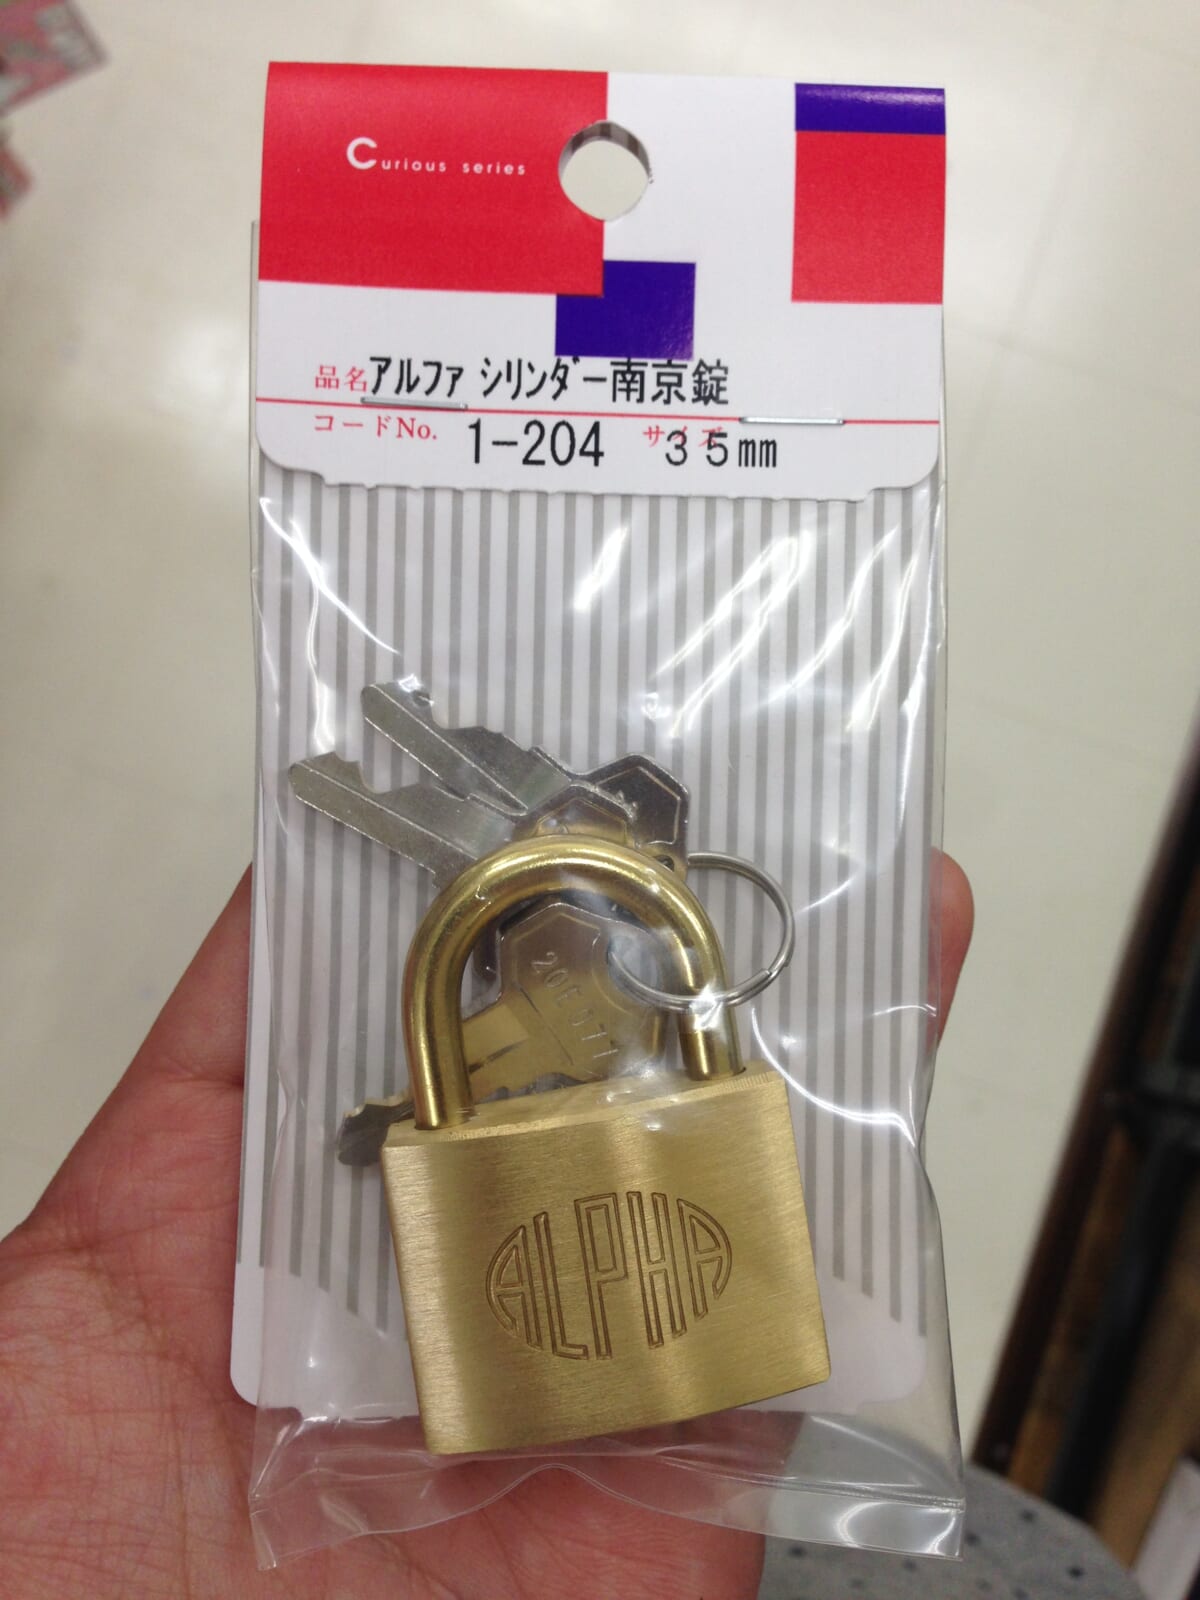 Curious series
品名 アルファ シリンダー南京錠
コードNo. 1-204 サイズ 35mm
20E071
ALPHA